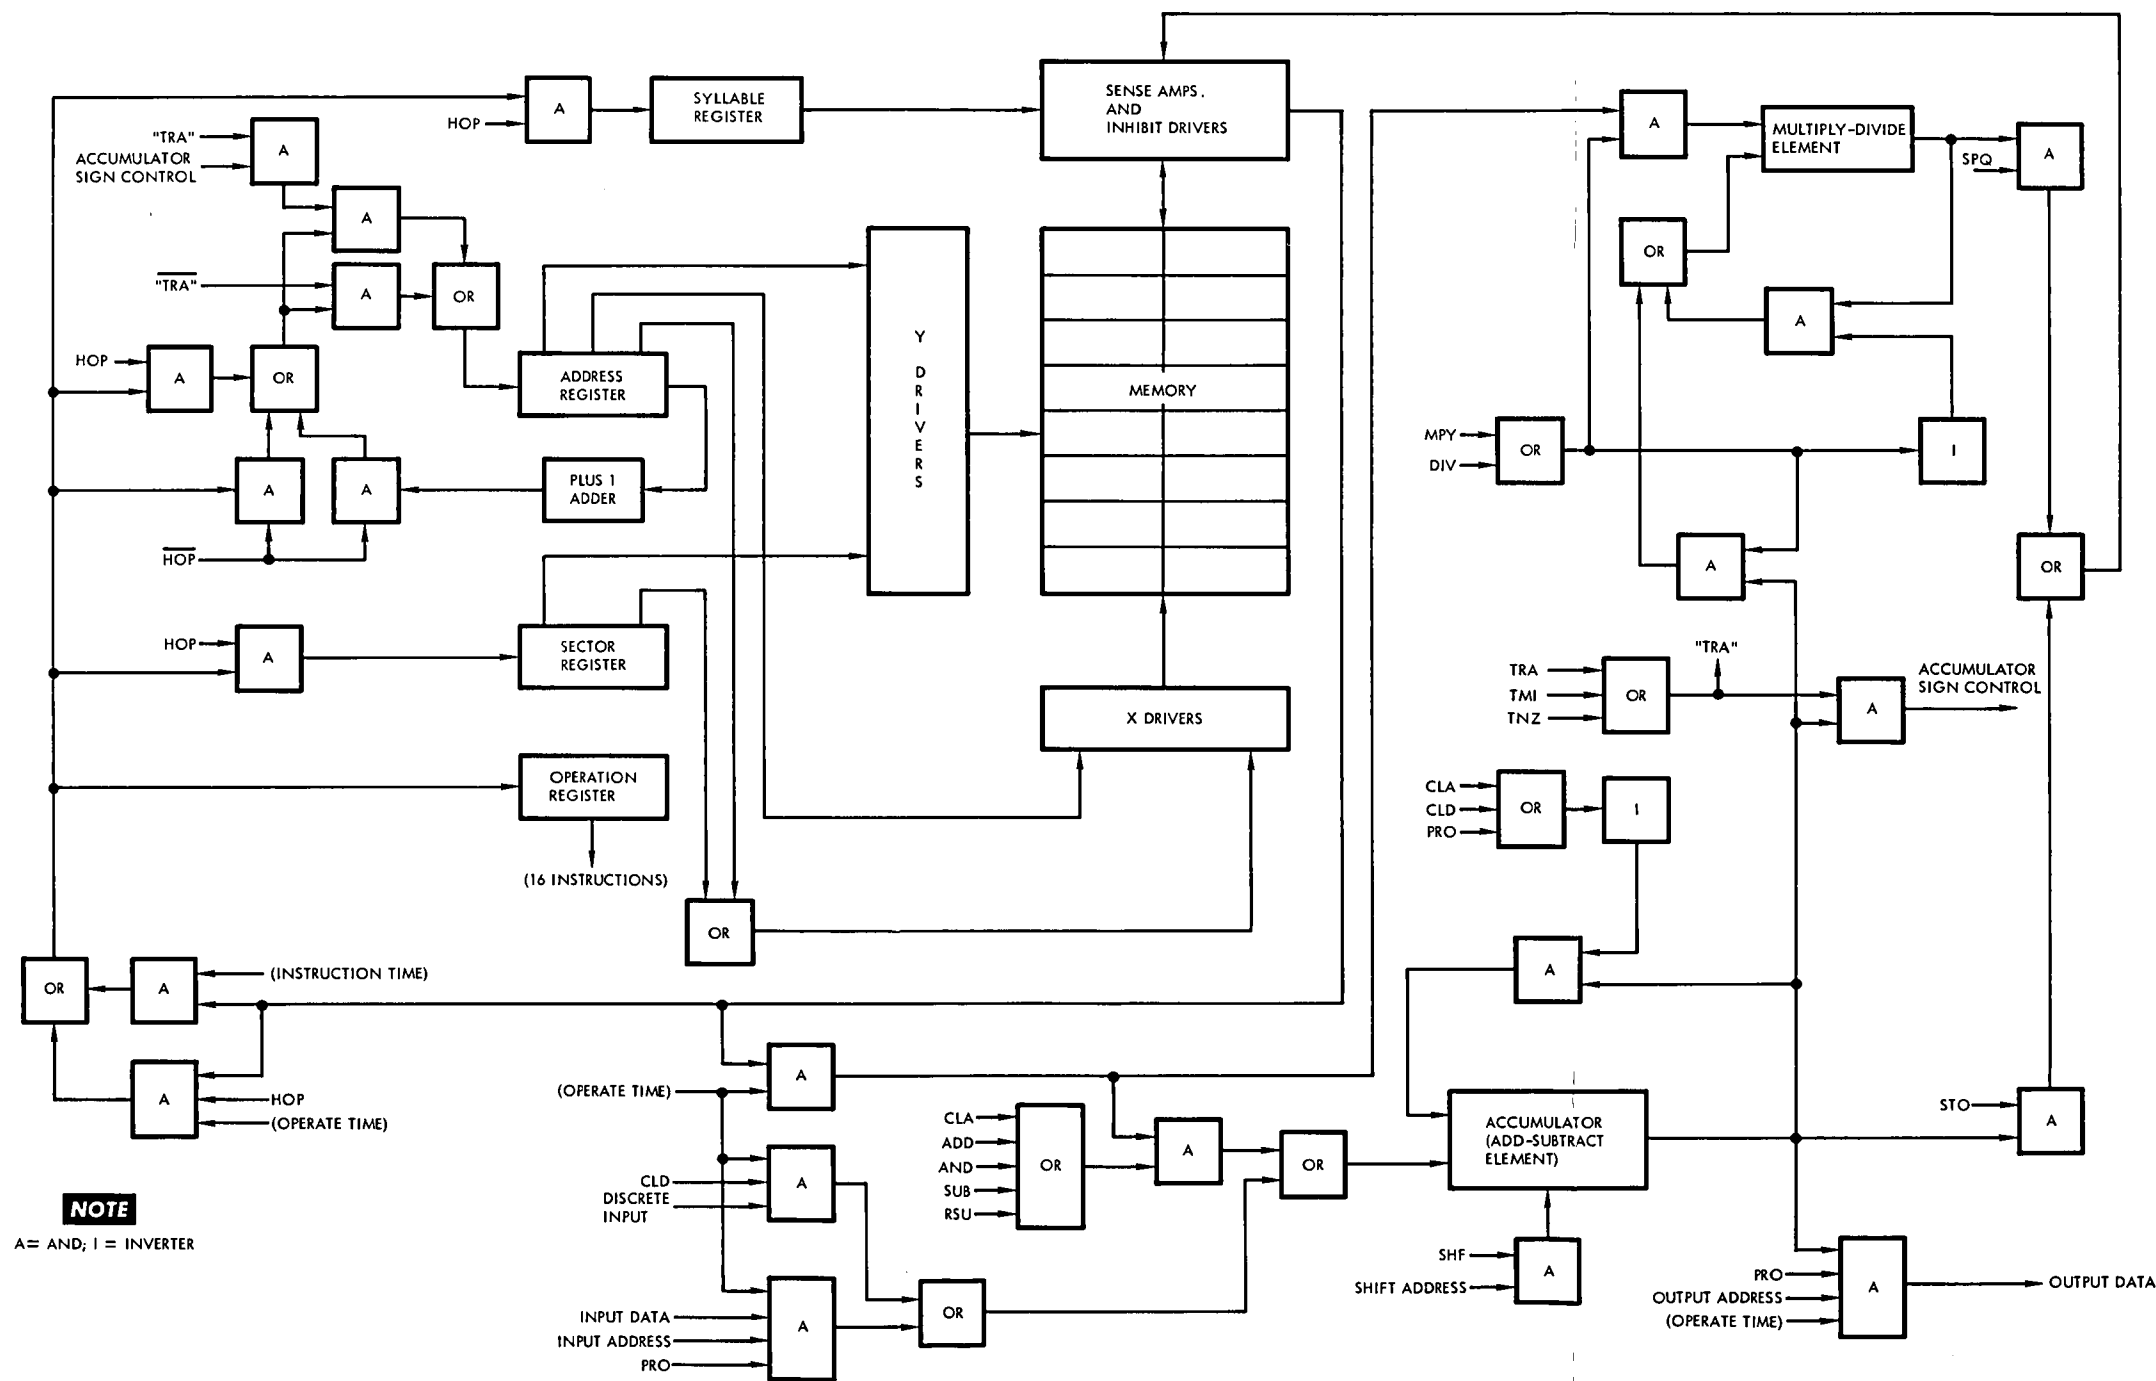 SENSE AMPS.
AND
INHIBIT DRIVERS
A
SYLLABLE
REGISTER
HOP
"TRA"
ACCUMULATOR
SIGN CONTROL
A
A
"TRA"
A
OR
HOP
A
OR
ADDRESS
REGISTER
A
A
PLUS 1
ADDER
HOP
Y
DRIVERS
MEMORY
HOP
A
SECTOR
REGISTER
X DRIVERS
OPERATION
REGISTER
(16 INSTRUCTIONS)
OR
OR
A
(INSTRUCTION TIME)
A
HOP
(OPERATE TIME)
A
MULTIPLY-DIVIDE
ELEMENT
SPQ
A
OR
A
MPY
DIV
OR
I
A
OR
TRA
TMI
TNZ
OR
"TRA"
A
ACCUMULATOR
SIGN CONTROL
CLA
CLD
PRO
OR
I
A
(OPERATE TIME)
A
CLA
ADD
AND
SUB
RSU
OR
A
OR
ACCUMULATOR
(ADD-SUBTRACT
ELEMENT)
STO
A
CLD
DISCRETE
INPUT
A
SHF
SHIFT ADDRESS
A
INPUT DATA
INPUT ADDRESS
PRO
A
OR
PRO
OUTPUT ADDRESS
(OPERATE TIME)
A
OUTPUT DATA
NOTE
A= AND; I = INVERTER